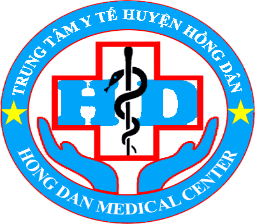 TRUNG TÂM Y TẾ HUYỆN HỒNG DÂN
HD
HONG DAN MEDICAL CENTER